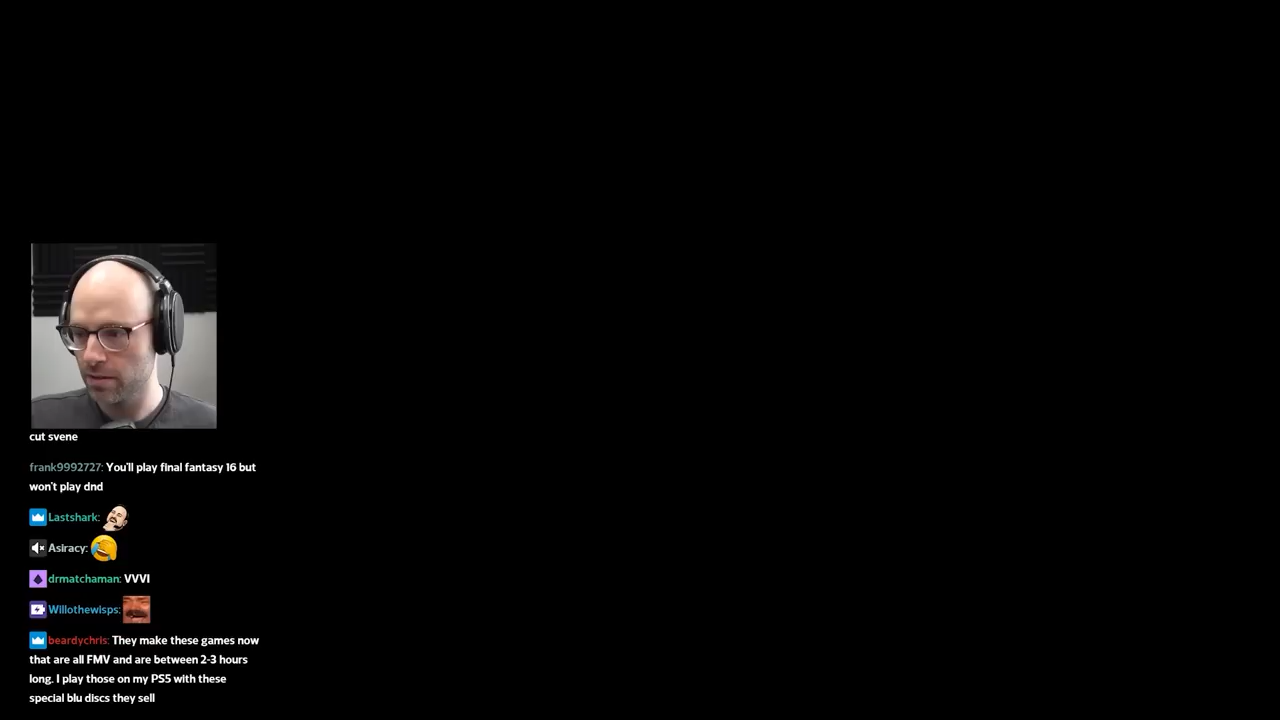 cut svene
frank9992727: You'll play final fantasy 16 but
won't play dnd
Lastshark:
Asiracy:
drmatchaman: VVVI
Willothewisps:
beardychris: They make these games now
that are all FMV and are between 2-3 hours
long. I play those on my PS5 with these
special blu discs they sell